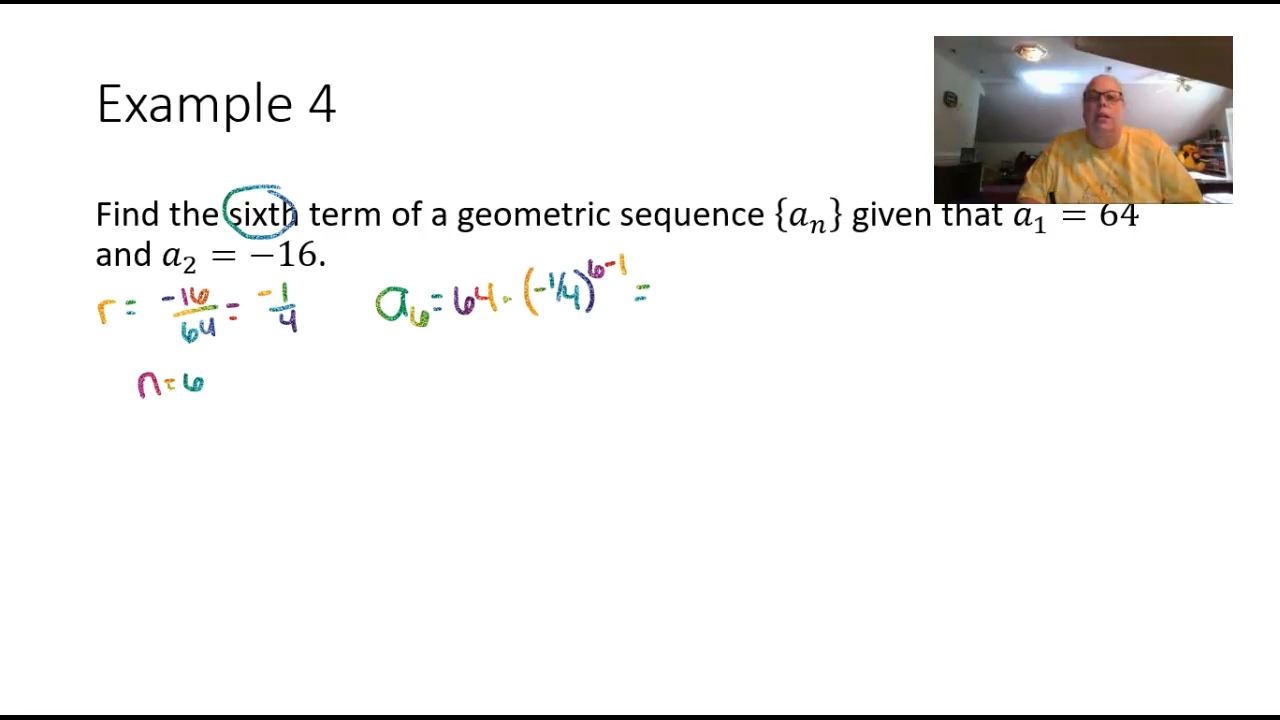 Example 4
Find the sixth term of a geometric sequence {aₙ} given that a₁ = 64
and a₂ = −16.
r = -16/64 = -1/4
a₆ = 64 · (-1/4)⁶⁻¹ =
n = 6